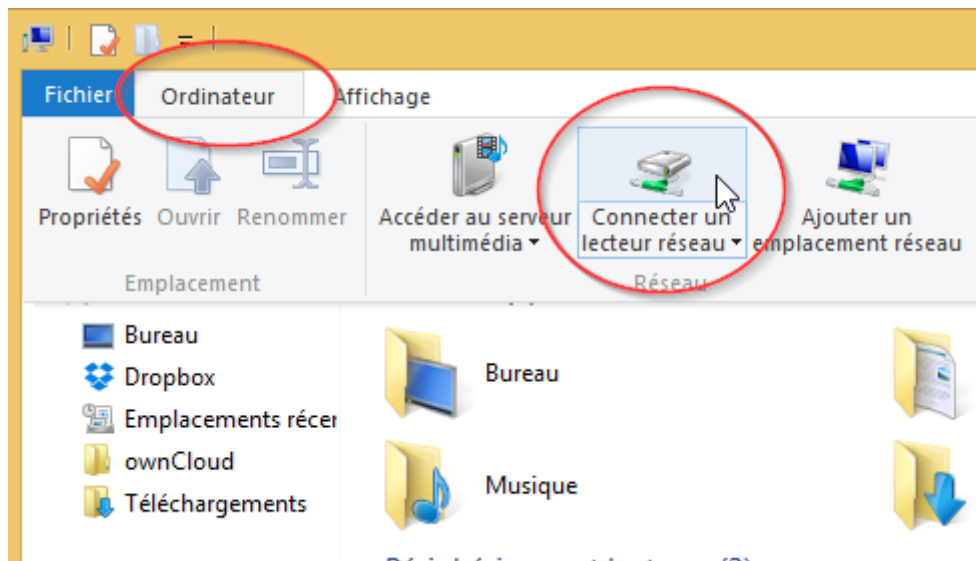 Fichier Ordinateur Affichage
Propriétés Ouvrir Renommer
Accéder au serveur
multimédia
Connecter un
lecteur réseau
Ajouter un
emplacement réseau
Emplacement
Réseau
Bureau
Dropbox
Emplacements récer
ownCloud
Téléchargements
Bureau
Musique